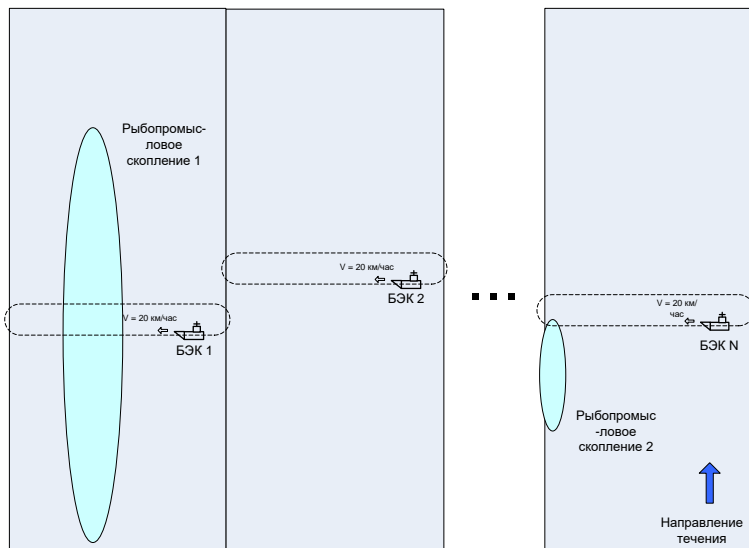 Рыбопромыс-
ловое
скопление 1
V = 20 км/час
БЭК 1
V = 20 км/час
БЭК 2
V = 20 км/
час
БЭК N
Рыбопромыс
-ловое
скопление 2
Направление
течения